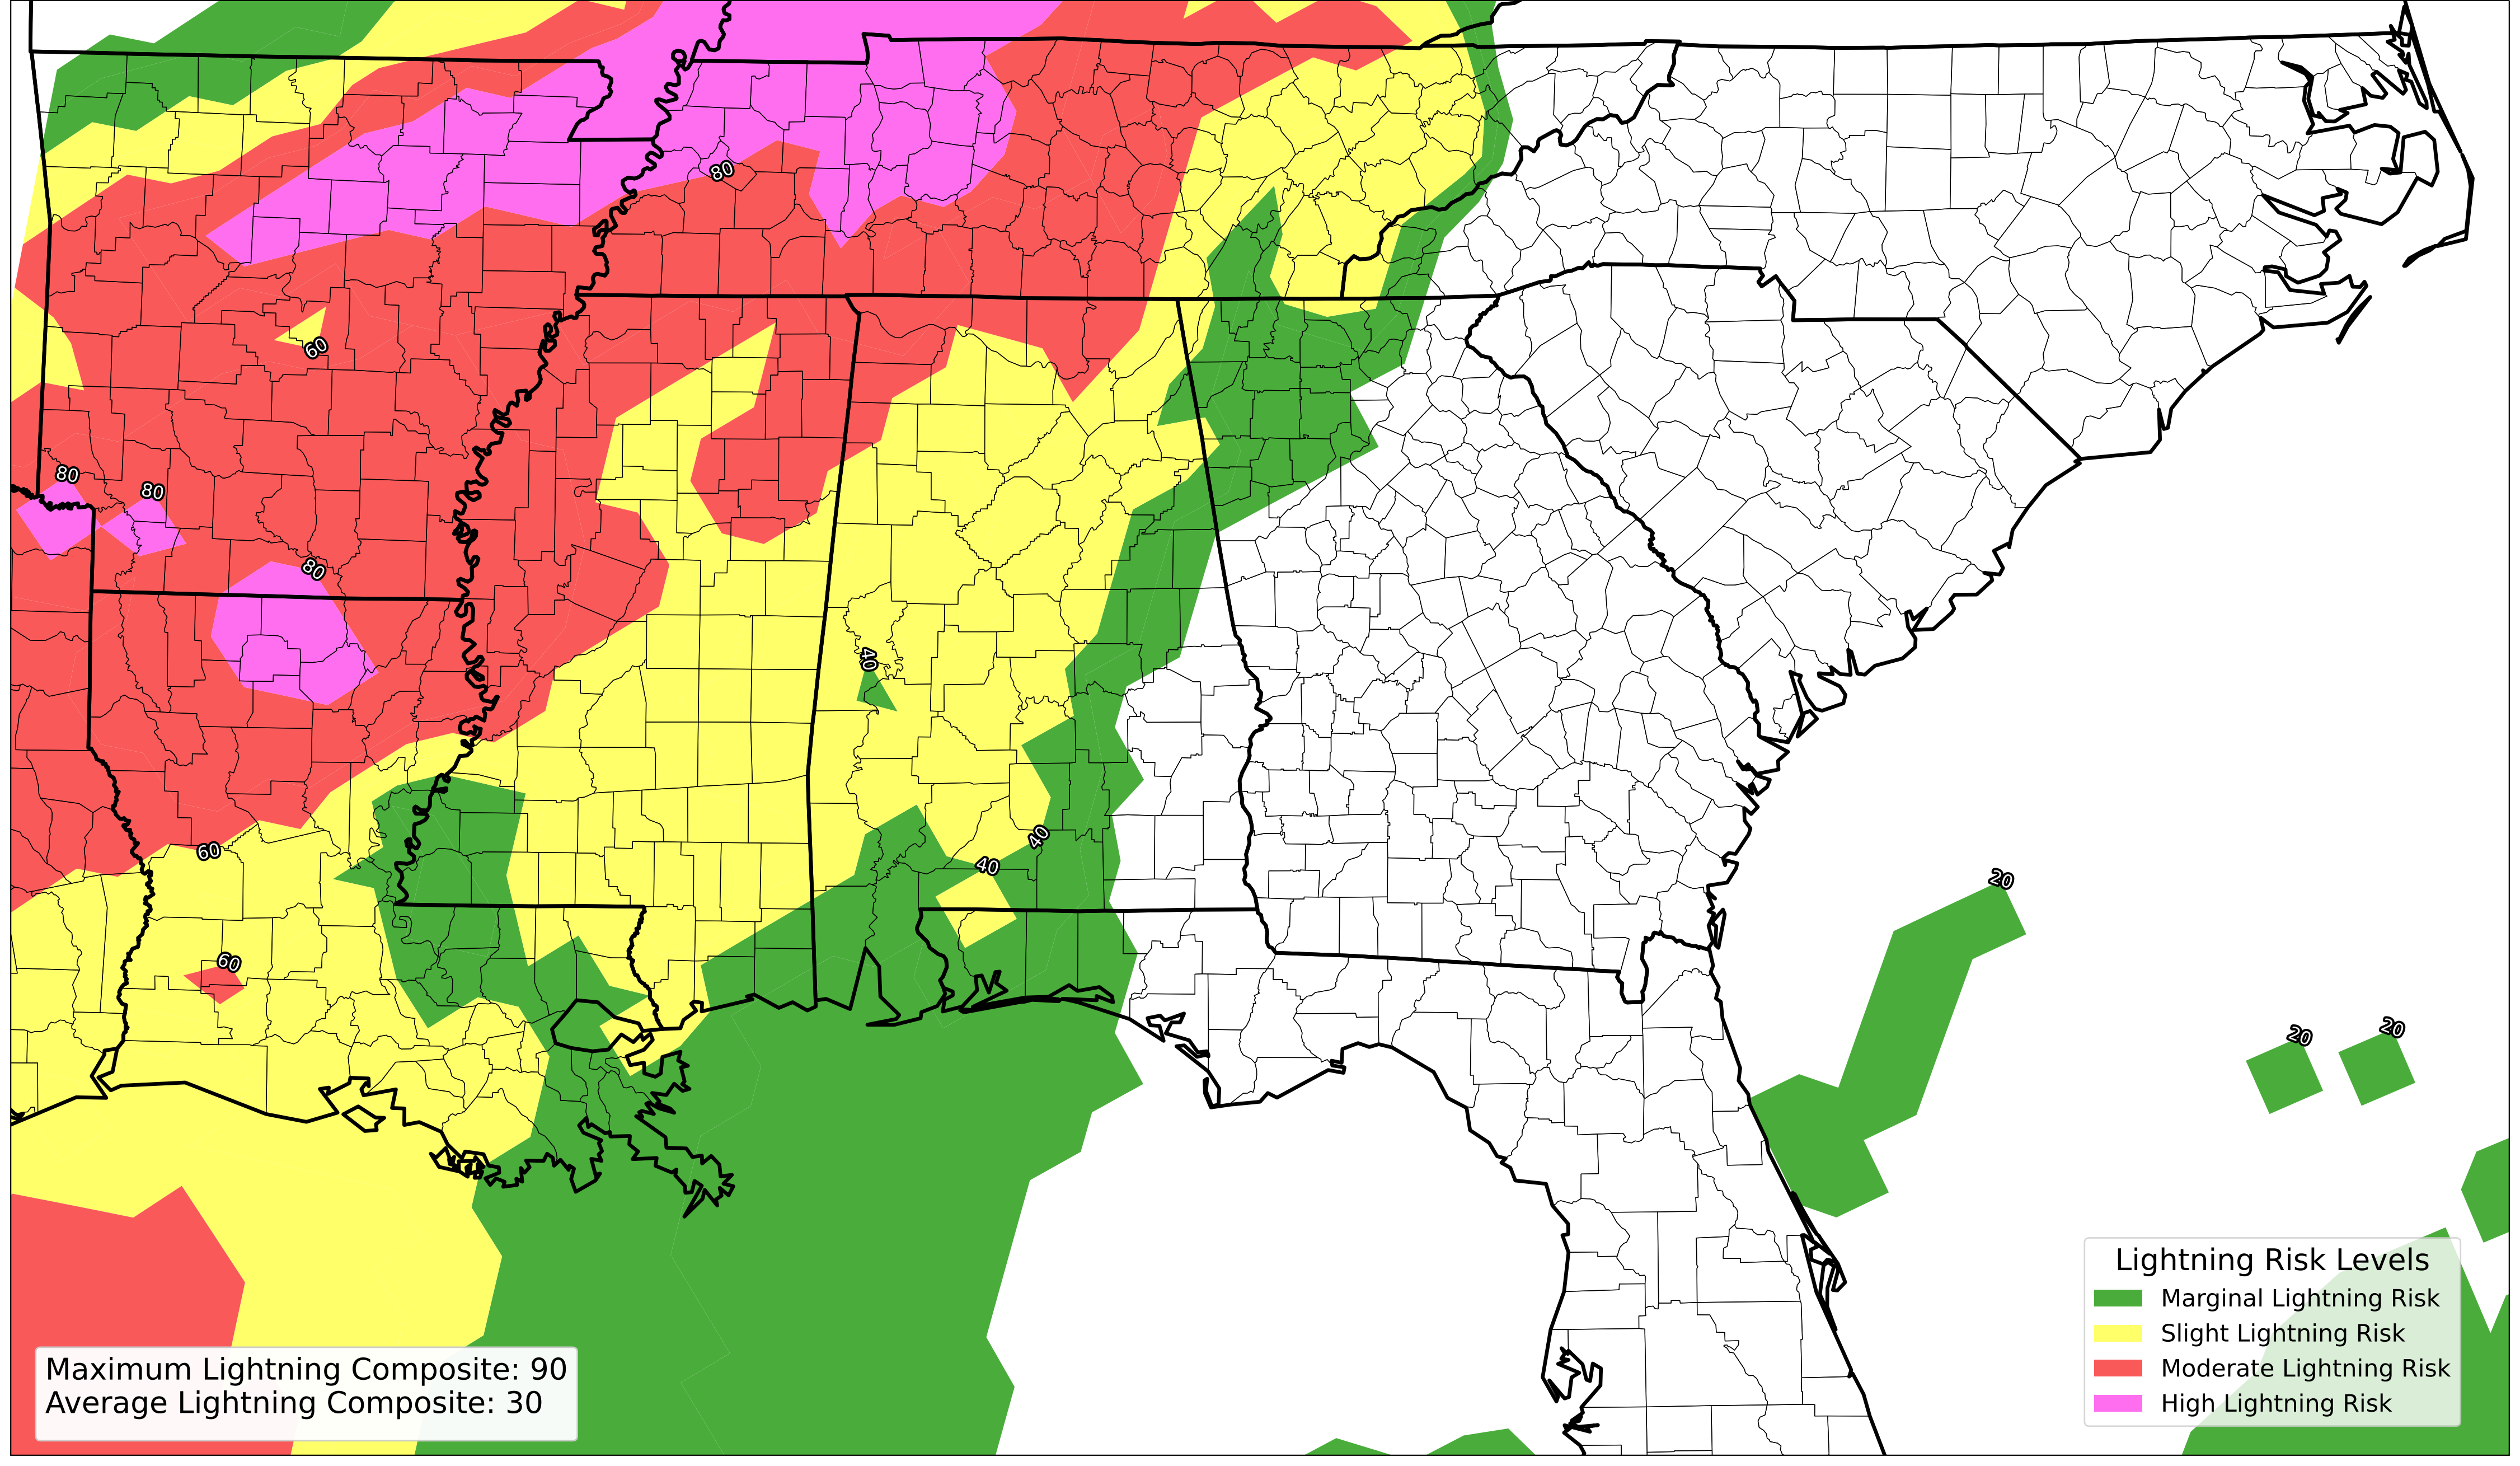 80
60
80
80
80
40
60
40
40
20
60
20
20
Lightning Risk Levels
Marginal Lightning Risk
Slight Lightning Risk
Moderate Lightning Risk
High Lightning Risk
Maximum Lightning Composite: 90
Average Lightning Composite: 30